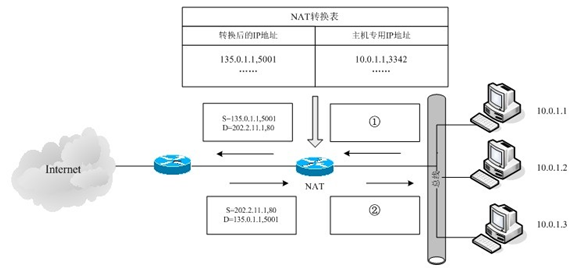 NAT转换表
转换后的IP地址 主机专用IP地址
135.0.1.1,5001 10.0.1.1,3342
…… ……
S=135.0.1.1,5001
D=202.2.11.1,80
①
10.0.1.1
Internet
NAT
总线
10.0.1.2
S=202.2.11.1,80
D=135.0.1.1,5001
②
10.0.1.3